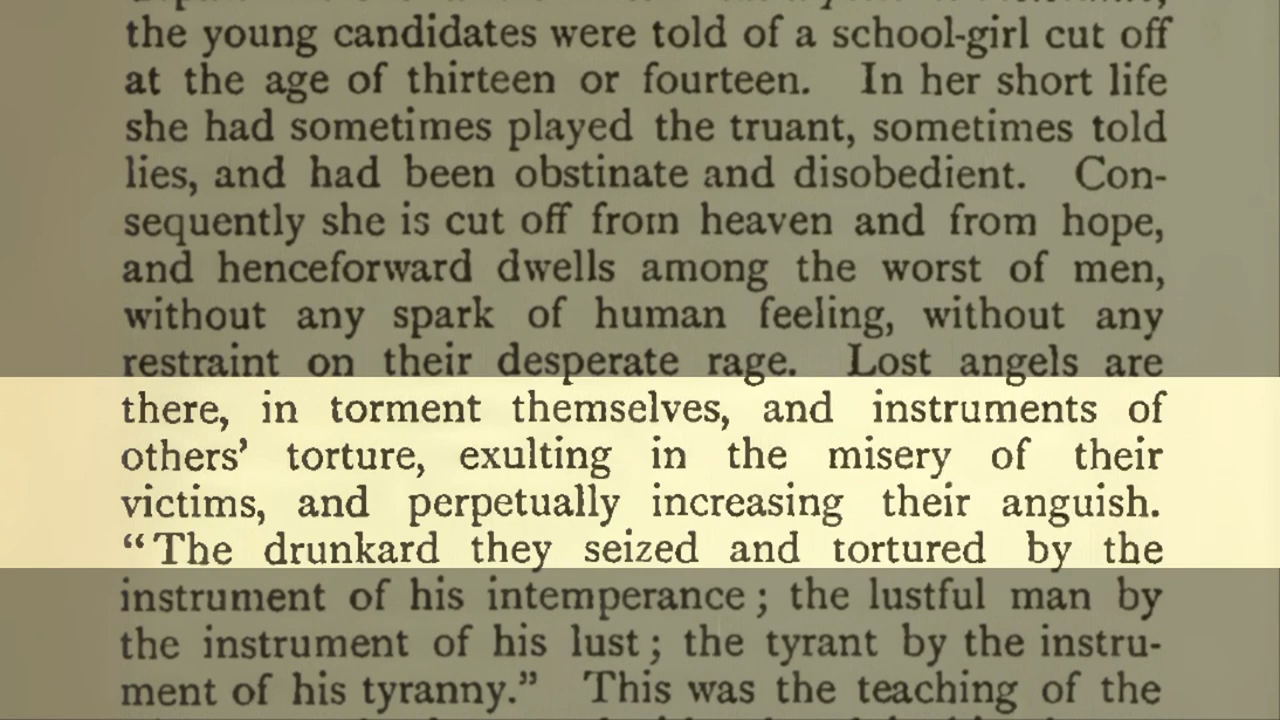 the young candidates were told of a school-girl cut off
at the age of thirteen or fourteen. In her short life
she had sometimes played the truant, sometimes told
lies, and had been obstinate and disobedient. Con-
sequently she is cut off from heaven and from hope,
and henceforward dwells among the worst of men,
without any spark of human feeling, without any
restraint on their desperate rage. Lost angels are
there, in torment themselves, and instruments of
others’ torture, exulting in the misery of their
victims, and perpetually increasing their anguish.
“The drunkard they seized and tortured by the
instrument of his intemperance; the lustful man by
the instrument of his lust; the tyrant by the instru-
ment of his tyranny.” This was the teaching of the